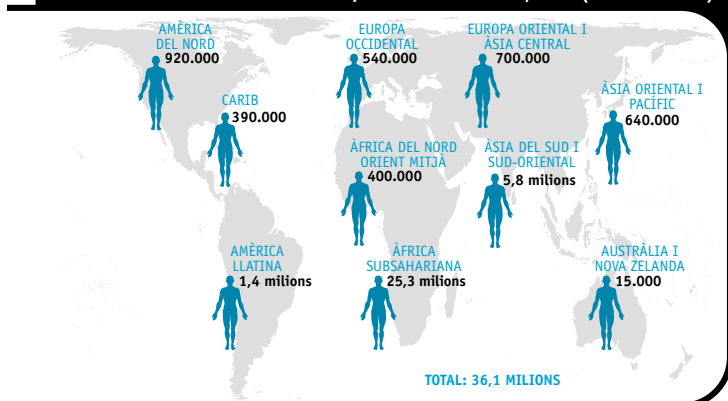 AMÈRICA
DEL NORD
920.000
EUROPA
OCCIDENTAL
540.000
EUROPA ORIENTAL I
ÀSIA CENTRAL
700.000
CARIB
390.000
ÀSIA ORIENTAL I
PACÍFIC
640.000
ÀFRICA DEL NORD
ORIENT MITJÀ
400.000
ÀSIA DEL SUD I
SUD-ORIENTAL
5,8 milions
AMÈRICA
LLATINA
1,4 milions
ÀFRICA
SUBSAHARIANA
25,3 milions
AUSTRÀLIA I
NOVA ZELANDA
15.000
TOTAL: 36,1 MILIONS